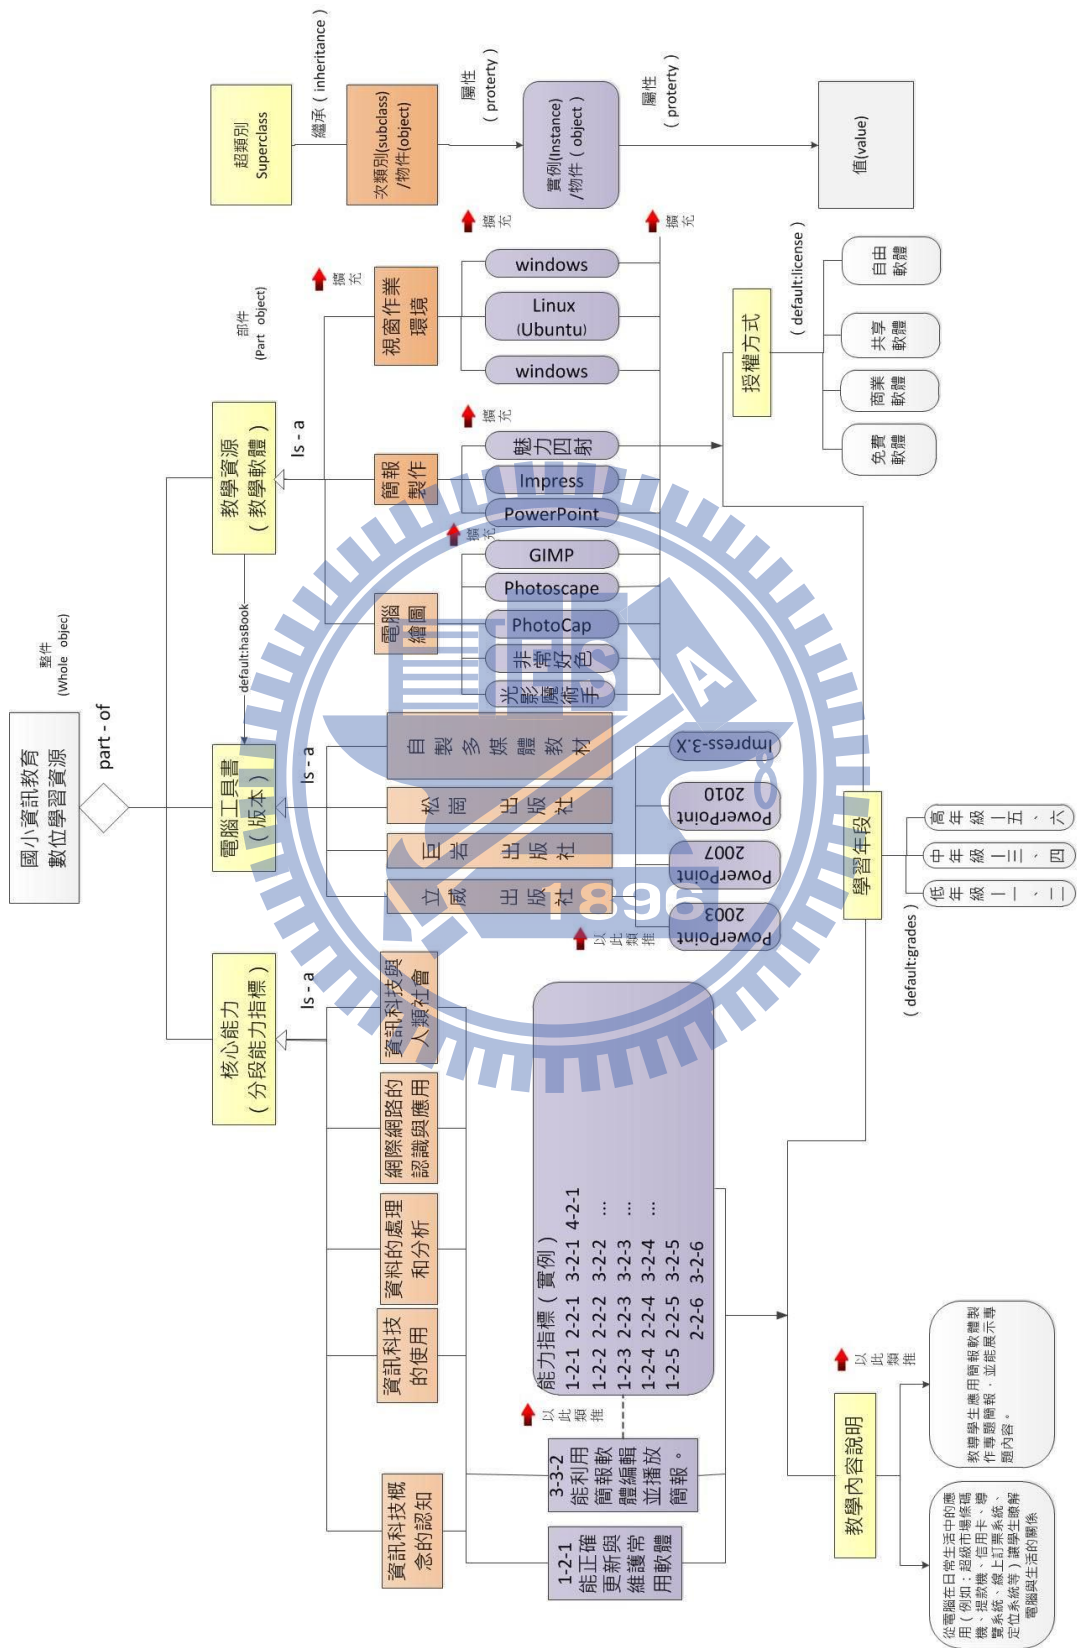 國小資訊教育
數位學習資源
整件
(Whole objec)
part - of
部件
(Part object)
核心能力
(分段能力指標)
電腦工具書
(版本)
教學資源
(教學軟體)
default:hasBook
Is - a
Is - a
Is - a
超類別
Superclass
繼承(inheritance)
次類別(subclass)
/物件(object)
屬性
(proterty)
實例(Instance)
/物件(object)
屬性
(proterty)
值(value)
資訊科技概
念的認知
資訊科技
的使用
資料的處理
和分析
網際網路的
認識與應用
資訊科技與
人類社會
立威出版社
巨岩出版社
松崗出版社
自製多媒體教材
電腦
繪圖
簡報
製作
視窗作業
環境
擴充
擴充
擴充
擴充
擴充
1-2-1
能正確
更新與
維護常
用軟體
3-3-2
能利用
簡報軟
體編輯
並播放
簡報。
以此
類推
能力指標(實例)
1-2-1 2-2-1 3-2-1 4-2-1
1-2-2 2-2-2 3-2-2 ...
1-2-3 2-2-3 3-2-3 ...
1-2-4 2-2-4 3-2-4 ...
1-2-5 2-2-5 3-2-5
2-2-6 3-2-6
以此
類推
PowerPoint
2003
PowerPoint
2007
PowerPoint
2010
Impress-3.X
光影魔術手
非常好色
PhotoCap
Photoscape
GIMP
PowerPoint
Impress
魅力四射
windows
Linux
(Ubuntu)
windows
授權方式
(default:license)
免費
軟體
商業
軟體
共享
軟體
自由
軟體
學習年段
(default:grades)
低年級一、二
中年級三、四
高年級五、六
教學內容說明
以此
類推
從電腦在日常生活中的應
用(例如:超級市場條碼
機、提款機、信用卡、導
覽系統、線上訂票系統、
定位系統等)讓學生瞭解
電腦與生活的關係
教導學生應用簡報軟體製
作專題簡報,並能展示專
題內容。
1896
HS
A